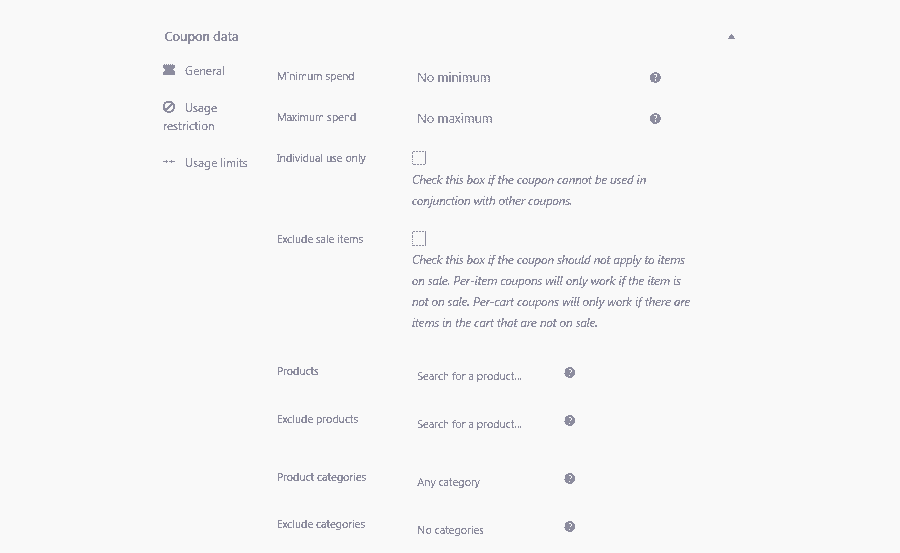 Coupon data
General
Usage
restriction
Usage limits
Minimum spend
No minimum
Maximum spend
No maximum
Individual use only
Check this box if the coupon cannot be used in
conjunction with other coupons.
Exclude sale items
Check this box if the coupon should not apply to items
on sale. Per-item coupons will only work if the item is
not on sale. Per-cart coupons will only work if there are
items in the cart that are not on sale.
Products
Search for a product...
Exclude products
Search for a product...
Product categories
Any category
Exclude categories
No categories